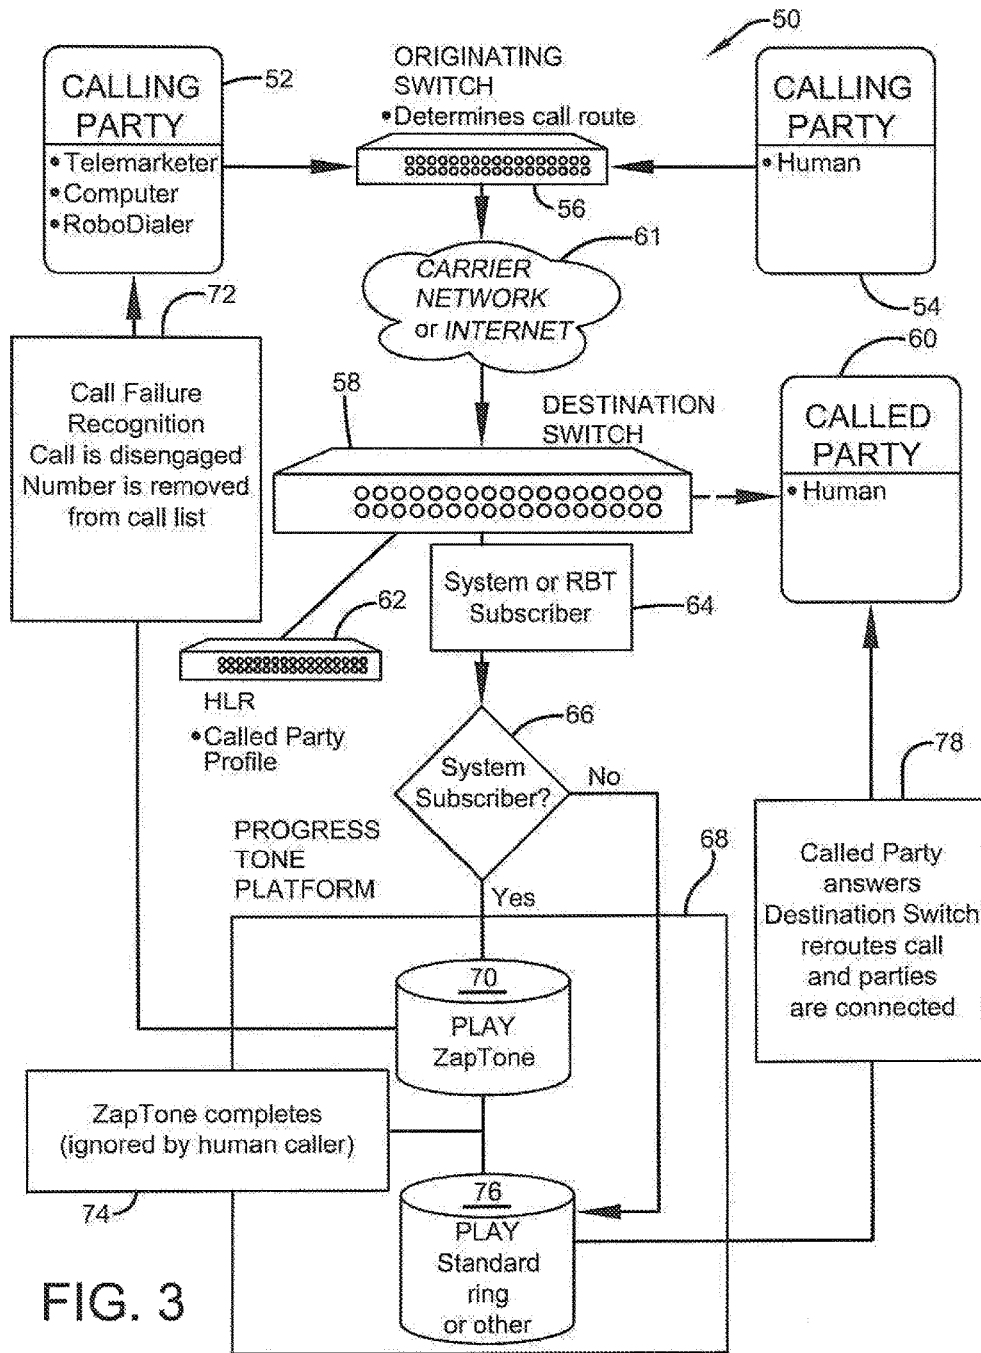 50
ORIGINATING
SWITCH
• Determines call route
CALLING
PARTY
52
• Telemarketer
• Computer
• RoboDialer
CALLING
PARTY
• Human
56
61
54
CARRIER
NETWORK
or INTERNET
72
Call Failure
Recognition
Call is disengaged
Number is removed
from call list
58
DESTINATION
SWITCH
60
CALLED
PARTY
• Human
System or RBT
Subscriber
64
62
HLR
• Called Party
Profile
66
System
Subscriber?
No
Yes
78
Called Party
answers
Destination Switch
reroutes call
and parties
are connected
PROGRESS
TONE
PLATFORM
68
70
PLAY
ZapTone
ZapTone completes
(ignored by human caller)
74
76
PLAY
Standard
ring
or other
FIG. 3